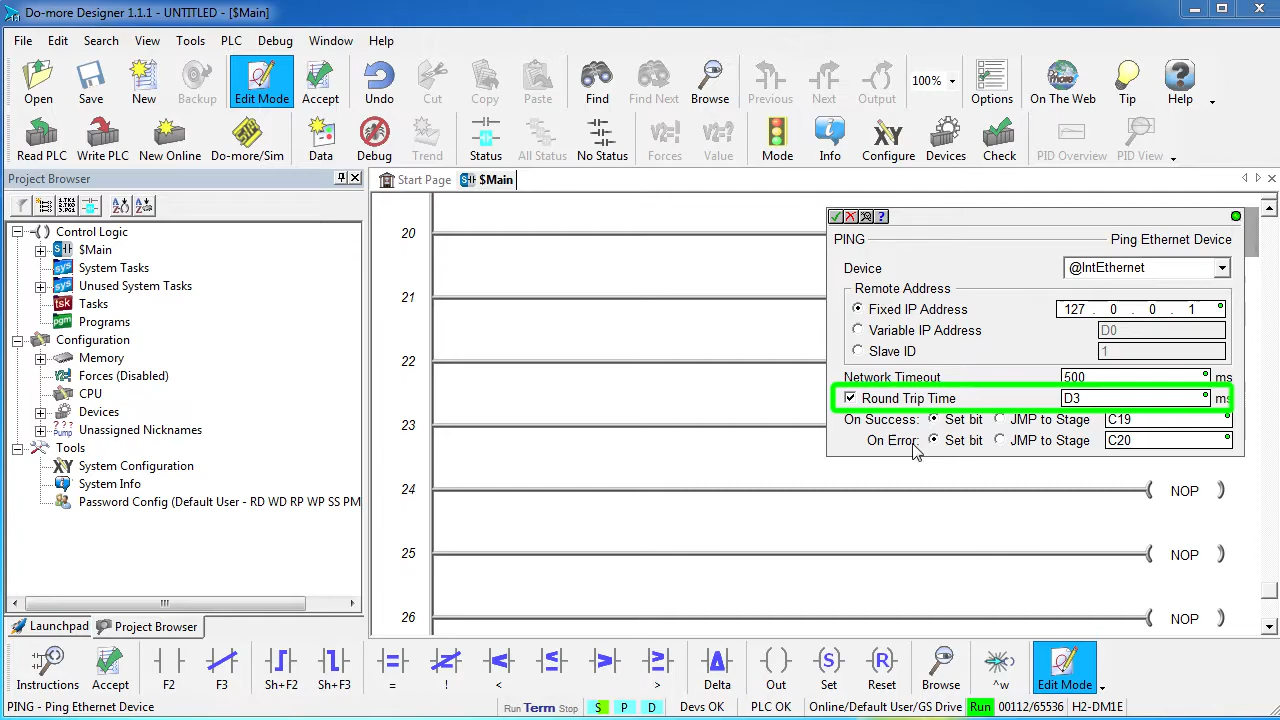 Do-more Designer 1.1.1 - UNTITLED - [$Main]
File Edit Search View Tools PLC Debug Window Help
Open Save New Backup Edit Mode Accept Undo Cut Copy Paste Find Find Next Browse Previous Next Output 100% Options On The Web Tip Help
Read PLC Write PLC New Online Do-more/Sim Data Debug Trend Status All Status No Status Forces Value Mode Info Configure Devices Check PID Overview PID View
Project Browser
Start Page $Main
Control Logic
$Main
System Tasks
Unused System Tasks
Tasks
Programs
Configuration
Memory
Forces (Disabled)
CPU
Devices
Unassigned Nicknames
Tools
System Configuration
System Info
Password Config (Default User - RD WD RP WP SS PM
Launchpad Project Browser
20
21
22
23
24 NOP
25 NOP
26 NOP
PING Ping Ethernet Device
Device @IntEthernet
Remote Address
Fixed IP Address 127 . 0 . 0 . 1
Variable IP Address D0
Slave ID 1
Network Timeout 500 ms
Round Trip Time D3 ms
On Success: Set bit JMP to Stage C19
On Error: Set bit JMP to Stage C20
Instructions Accept F2 F3 Sh+F2 Sh+F3 = < > Delta Out Set Reset Browse ^w Edit Mode
PING - Ping Ethernet Device Run Term Stop S P D Devs OK PLC OK Online/Default User/GS Drive Run 00112/65536 H2-DM1E